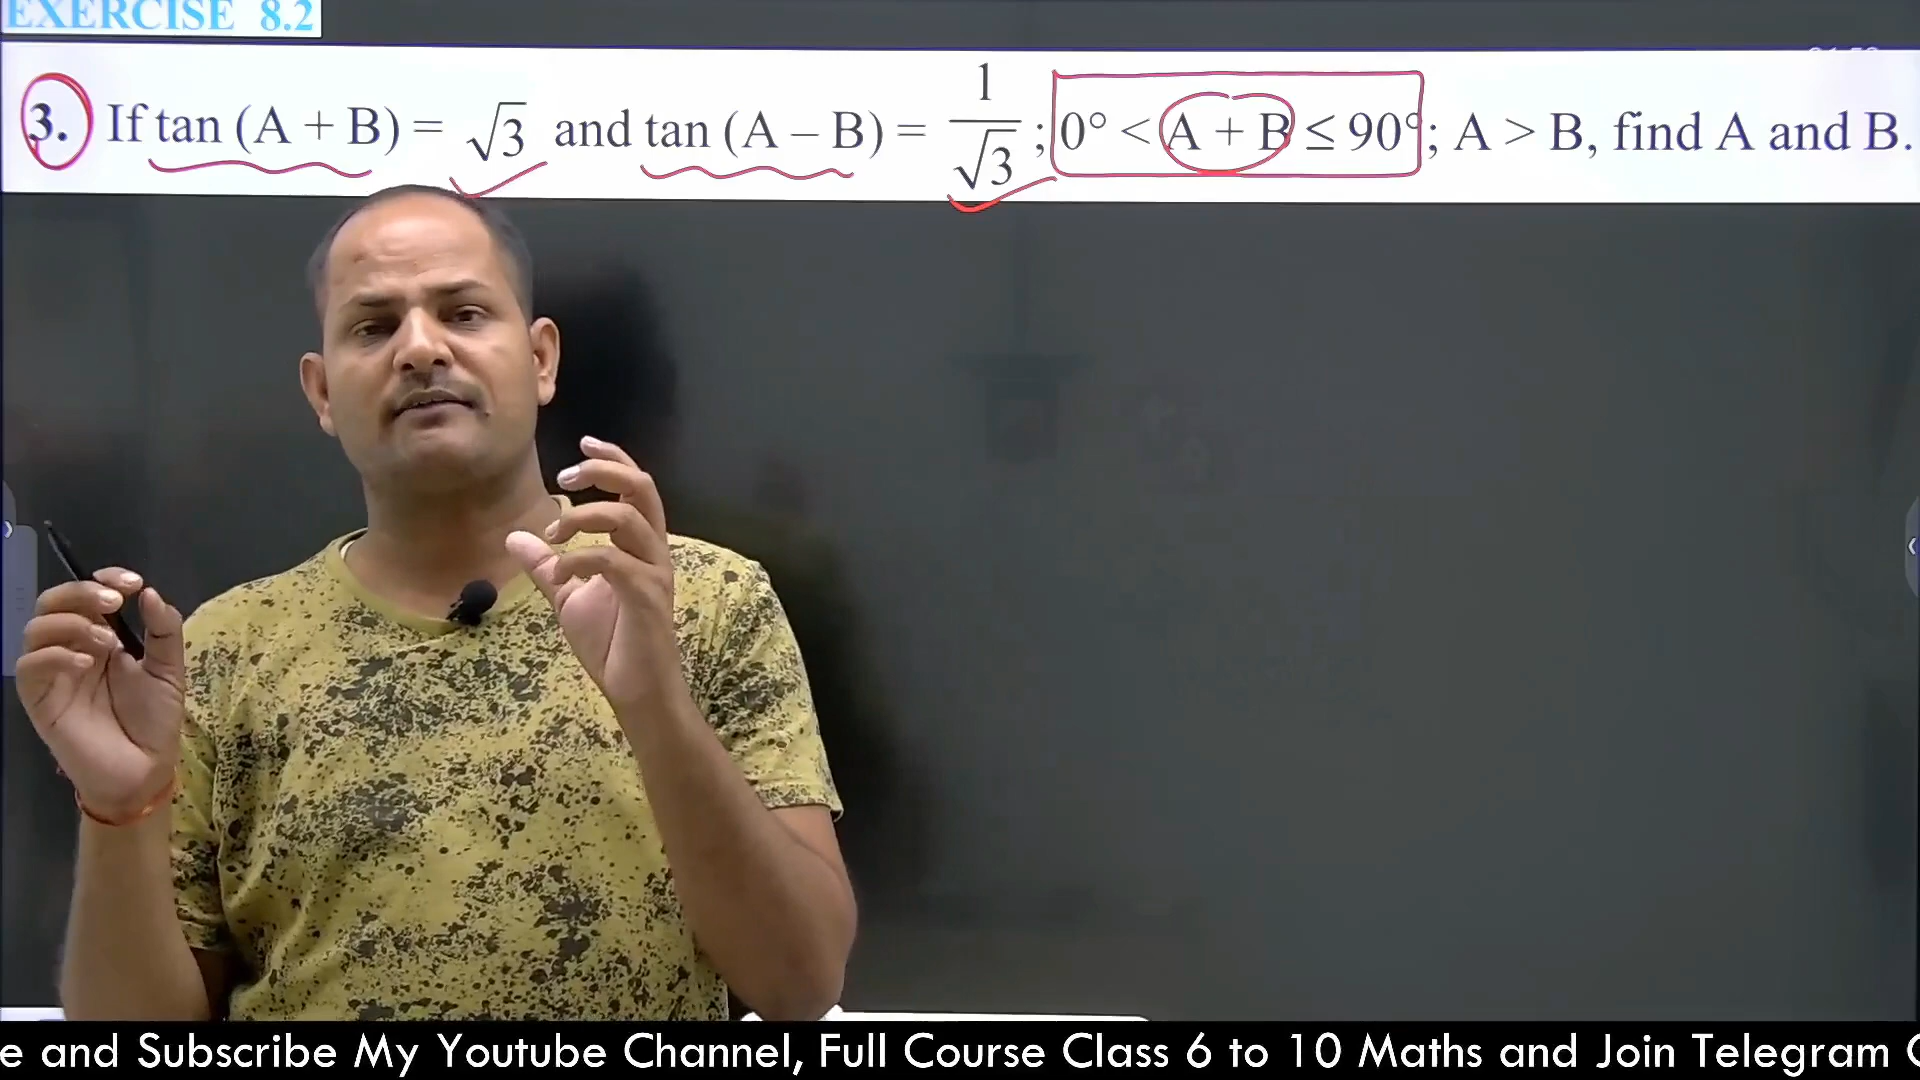 EXERCISE 8.2
3. If tan (A + B) = √3 and tan (A – B) = 1/√3 ; 0° < A + B ≤ 90°; A > B, find A and B.
e and Subscribe My Youtube Channel, Full Course Class 6 to 10 Maths and Join Telegram